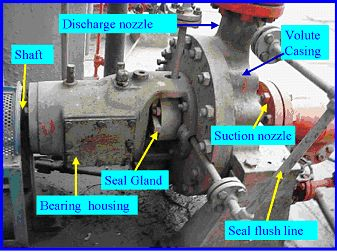 Discharge nozzle
Volute
Casing
Shaft
Suction nozzle
Seal Gland
Bearing housing
Seal flush line